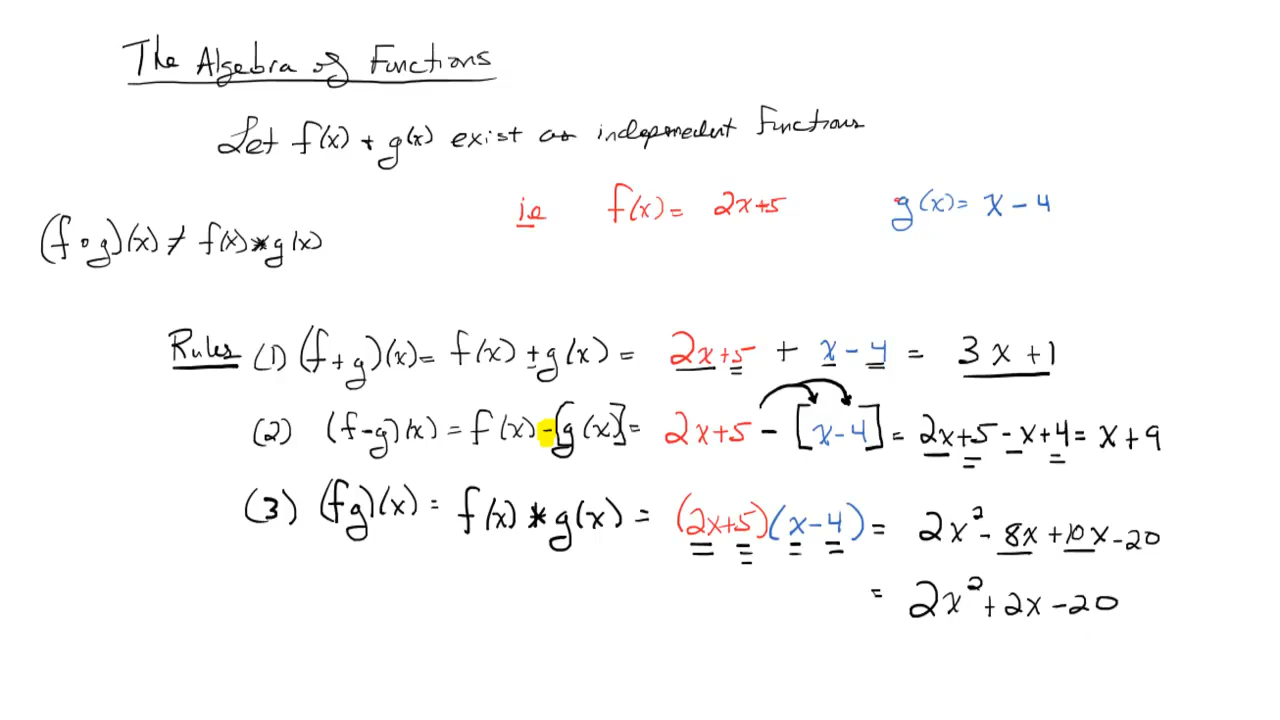 The Algebra of Functions
Let f(x) + g(x) exist as independent Functions
ie f(x) = 2x+5 g(x) = x - 4
(f∘g)(x) ≠ f(x) * g(x)
Rules (1) (f+g)(x) = f(x) + g(x) = 2x+5 + x-4 = 3x+1
(2) (f-g)(x) = f(x) - [g(x)] = 2x+5 - [x-4] = 2x+5 -x+4 = x+9
(3) (fg)(x) = f(x) * g(x) = (2x+5)(x-4) = 2x² - 8x + 10x - 20
= 2x² + 2x - 20